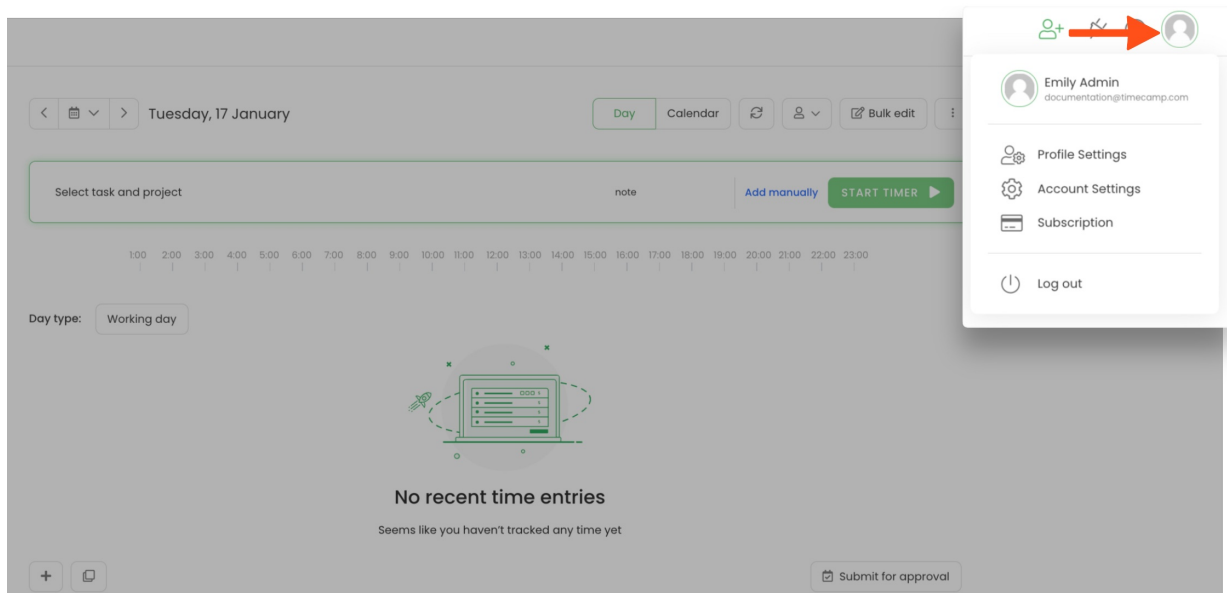 Tuesday, 17 January
Day
Calendar
Bulk edit
Select task and project
note
Add manually
START TIMER
1:00 2:00 3:00 4:00 5:00 6:00 7:00 8:00 9:00 10:00 11:00 12:00 13:00 14:00 15:00 16:00 17:00 18:00 19:00 20:00 21:00 22:00 23:00
Day type:
Working day
No recent time entries
Seems like you haven't tracked any time yet
Submit for approval
Emily Admin
documentation@timecamp.com
Profile Settings
Account Settings
Subscription
Log out